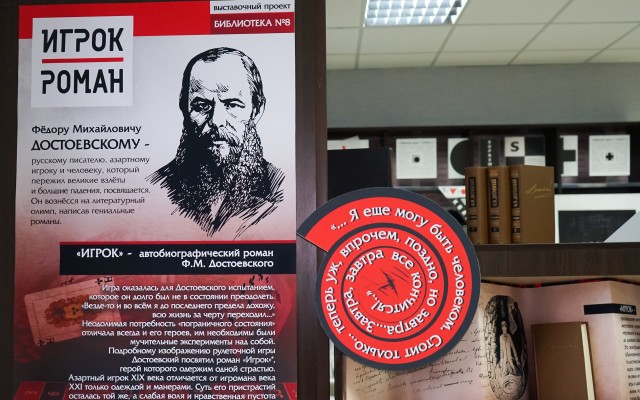 выставочный проект
БИБЛИОТЕКА №8
ИГРОК
РОМАН
Фёдору Михайловичу
ДОСТОЕВСКОМУ -
русскому писателю, азартному
игроку и человеку, который
пережил великие взлёты
и большие падения, посвящается.
Он вознёсся на литературный
олимп, написав гениальные
романы.
«ИГРОК» - автобиографический роман
Ф.М. Достоевского
Игра оказалась для Достоевского испытанием,
которое он долго был не в состоянии преодолеть.
«Везде-то и во всём я до последнего предела дохожу,
всю жизнь за черту переходил...»
Неодолимая потребность «пограничного состояния»
отличала всегда и его героев, им необходимы были
мучительные эксперименты над собой.
Подробному изображению рулеточной игры
Достоевский посвятил роман «Игрок»,
герой которого одержим одной страстью.
Азартный игрок XIX века отличается от игромана века
XXI только одеждой и манерами. Суть его пристрастий
осталась той же, а слабая воля и нравственная пустота
«... Я еще могу быть человеком. Стоит только... теперь уж, впрочем, поздно, но завтра...Завтра, завтра все кончится!..»
S